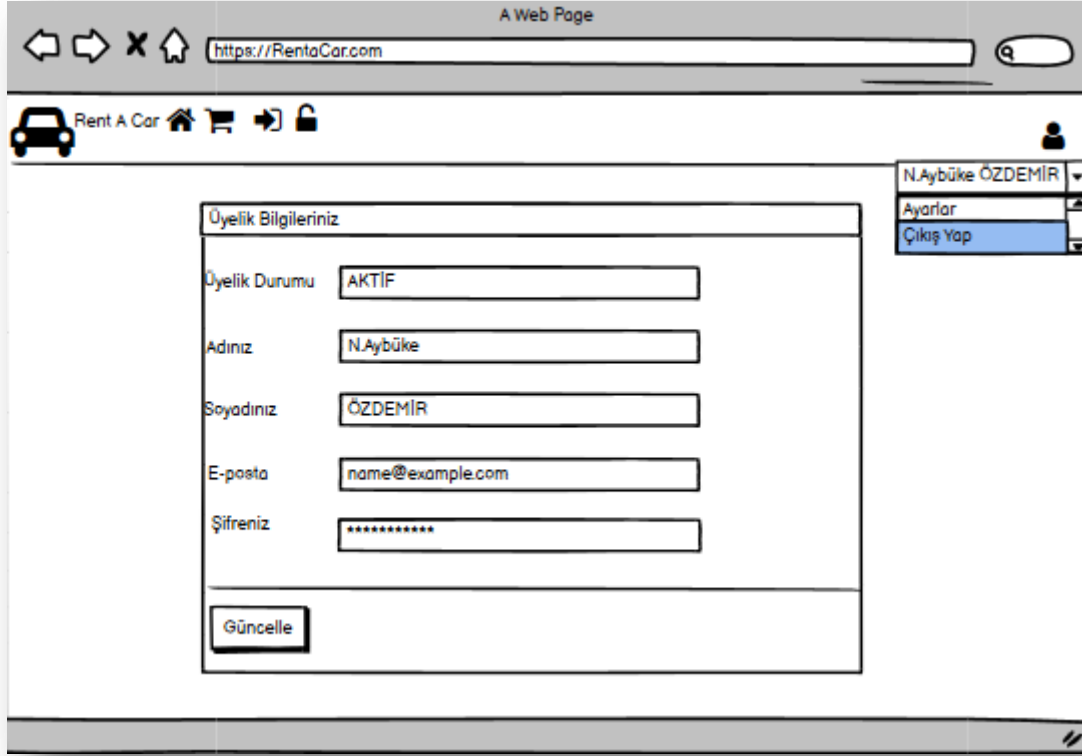 A Web Page
https://RentaCar.com
Rent A Car
N.Aybüke ÖZDEMİR
Ayarlar
Çıkış Yap
Üyelik Bilgileriniz
Üyelik Durumu AKTİF
Adınız N.Aybüke
Soyadınız ÖZDEMİR
E-posta name@example.com
Şifreniz ***********
Güncelle